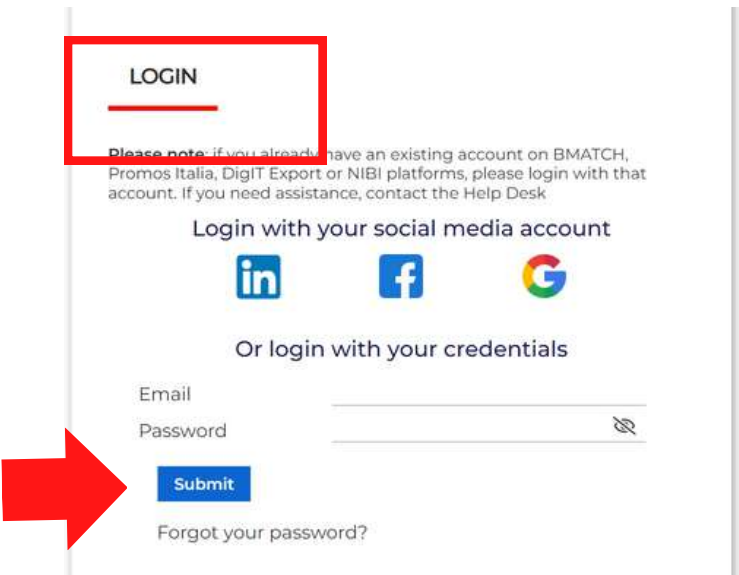 LOGIN
Please note: if you already have an existing account on BMATCH,
Promos Italia, DigIT Export or NIBI platforms, please login with that
account. If you need assistance, contact the Help Desk
Login with your social media account
in f G
Or login with your credentials
Email
Password
Submit
Forgot your password?